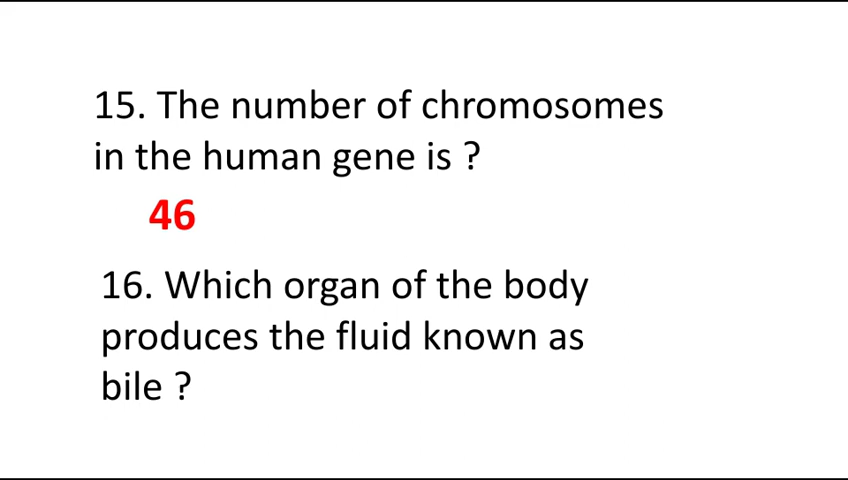 15. The number of chromosomes
in the human gene is ?
46
16. Which organ of the body
produces the fluid known as
bile ?